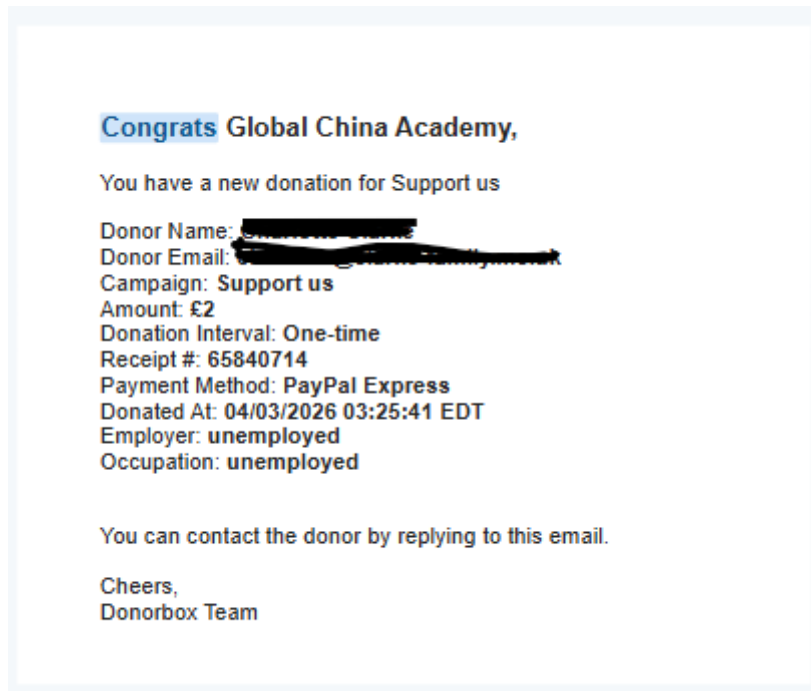 Congrats Global China Academy,
You have a new donation for Support us
Donor Name:
Donor Email:
Campaign: Support us
Amount: £2
Donation Interval: One-time
Receipt #: 65840714
Payment Method: PayPal Express
Donated At: 04/03/2026 03:25:41 EDT
Employer: unemployed
Occupation: unemployed
You can contact the donor by replying to this email.
Cheers,
Donorbox Team